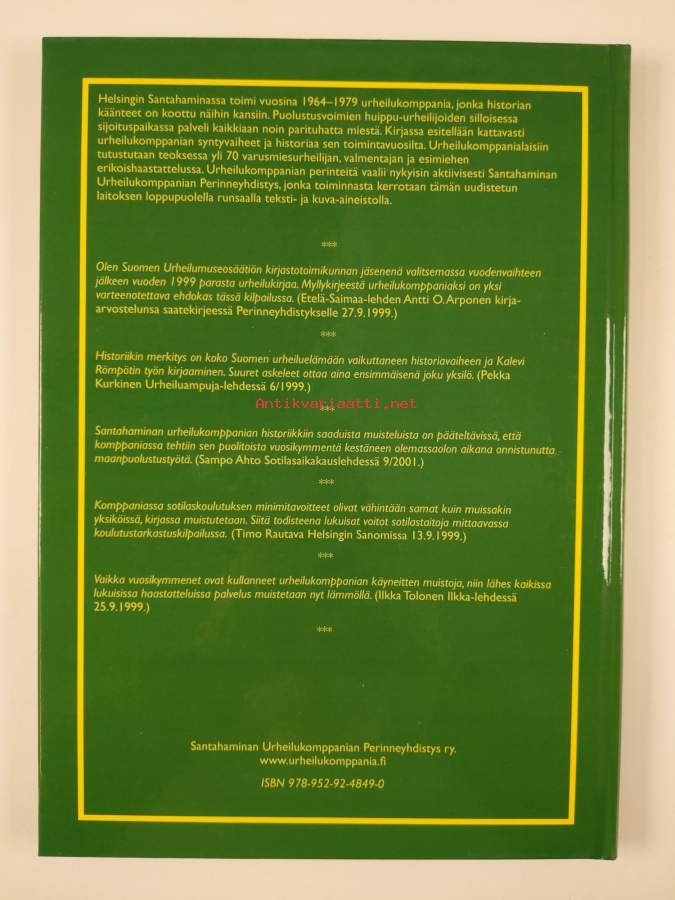 Helsingin Santahaminassa toimi vuosina 1964–1979 urheilukomppania, jonka historian
käänteet on koottu näihin kansiin. Puolustusvoimien huippu-urheilijoiden silloisessa
sijoituspaikassa palveli kaikkiaan noin parituhatta miestä. Kirjassa esitellään kattavasti
urheilukomppanian syntyvaiheet ja historiaa sen toimintavuosilta. Urheilukomppanialaisiin
tutustutaan teoksessa yli 70 varusmiesurheilijan, valmentajan ja esimiehen
erikoishaastattelussa. Urheilukomppanian perinteitä vaalii nykyisin aktiivisesti Santahaminan
Urheilukomppanian Perinneyhdistys, jonka toiminnasta kerrotaan tämän uudistetun
laitoksen loppupuolella runsaalla teksti- ja kuva-aineistolla.
***
Olen Suomen Urheilumuseosäätiön kirjastotoimikunnan jäsenenä valitsemassa vuodenvaihteen
jälkeen vuoden 1999 parasta urheilukirjaa. Myllykirjeestä urheilukomppaniaksi on yksi
varteenotettava ehdokas tässä kilpailussa. (Etelä-Saimaa-lehden Antti O. Arponen kirja-
arvostelunsa saatekirjeessä Perinneyhdistykselle 27.9.1999.)
***
Historiikin merkitys on koko Suomen urheiluelämään vaikuttaneen historiavaiheen ja Kalevi
Römpötin työn kirjaaminen. Suuret askeleet ottaa aina ensimmäisenä joku yksilö. (Pekka
Kurkinen Urheiluampuja-lehdessä 6/1999.)
Antikvariaatti.net
***
Santahaminan urheilukomppanian historiikkiin saaduista muisteluista on pääteltävissä, että
komppaniassa tehtiin sen puolitoista vuosikymmentä kestäneen olemassaolon aikana onnistunutta
maanpuolustustyötä. (Sampo Ahto Sotilasaikakauslehdessä 9/2001.)
***
Komppaniassa sotilaskoulutuksen minimitavoitteet olivat vähintään samat kuin muissakin
yksiköissä, kirjassa muistutetaan. Siitä todisteena lukuisat voitot sotilastaitoja mittaavassa
koulutustarkastuskilpailussa. (Timo Rautava Helsingin Sanomissa 13.9.1999.)
***
Vaikka vuosikymmenet ovat kullanneet urheilukomppanian käyneitten muistoja, niin lähes kaikissa
lukuisissa haastatteluissa palvelus muistetaan nyt lämmöllä. (Ilkka Tolonen Ilkka-lehdessä
25.9.1999.)
***
Santahaminan Urheilukomppanian Perinneyhdistys ry.
www.urheilukomppania.fi
ISBN 978-952-92-4849-0